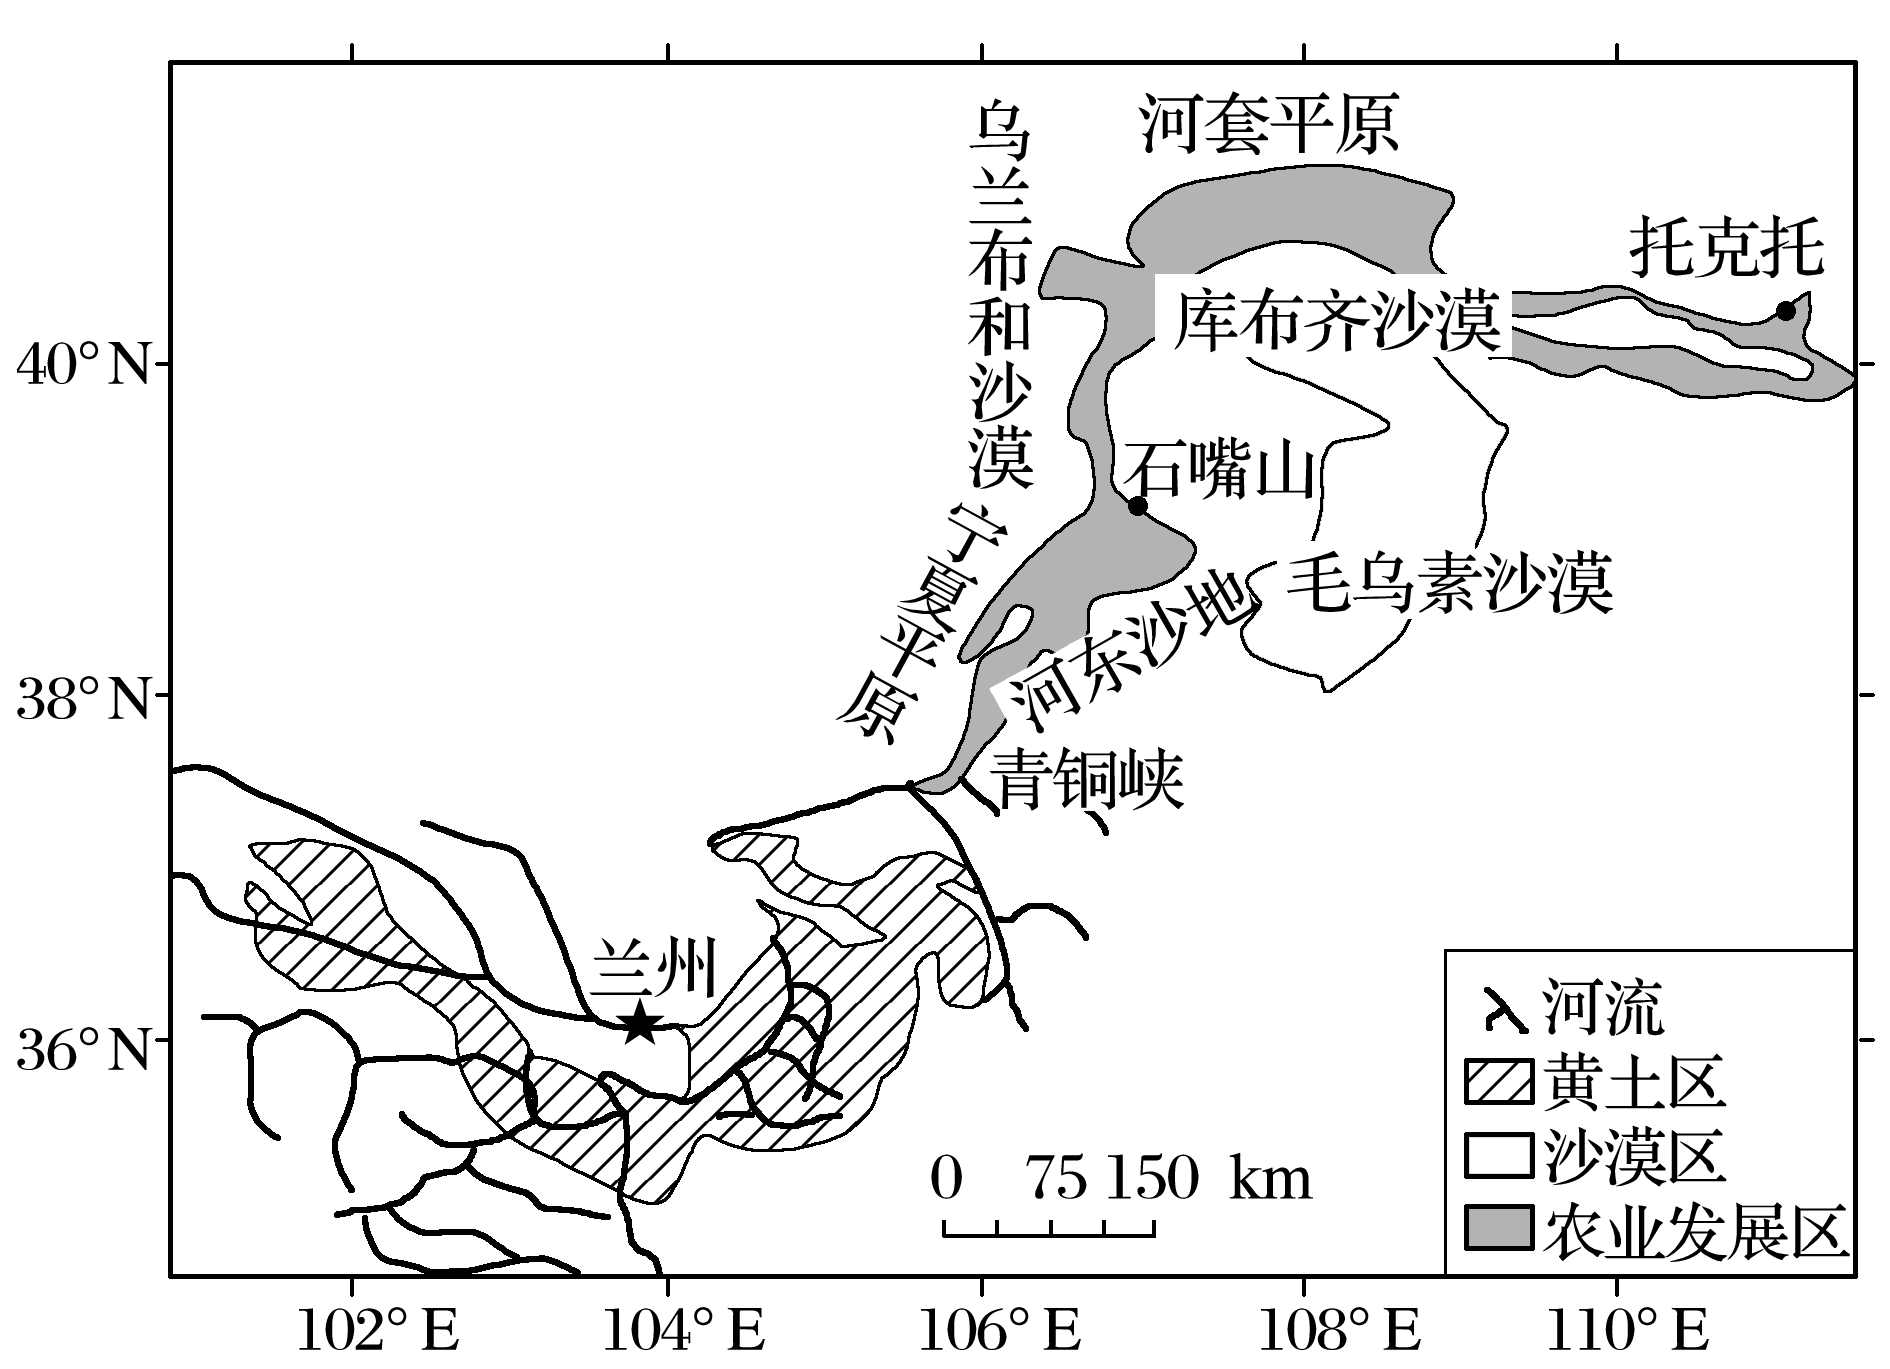 河套平原
乌兰布和沙漠
托克托
库布齐沙漠
40° N
石嘴山
宁夏平原
毛乌素沙漠
河东沙地
38° N
青铜峡
兰州
36° N
河流
黄土区
沙漠区
农业发展区
0 75 150 km
102° E 104° E 106° E 108° E 110° E